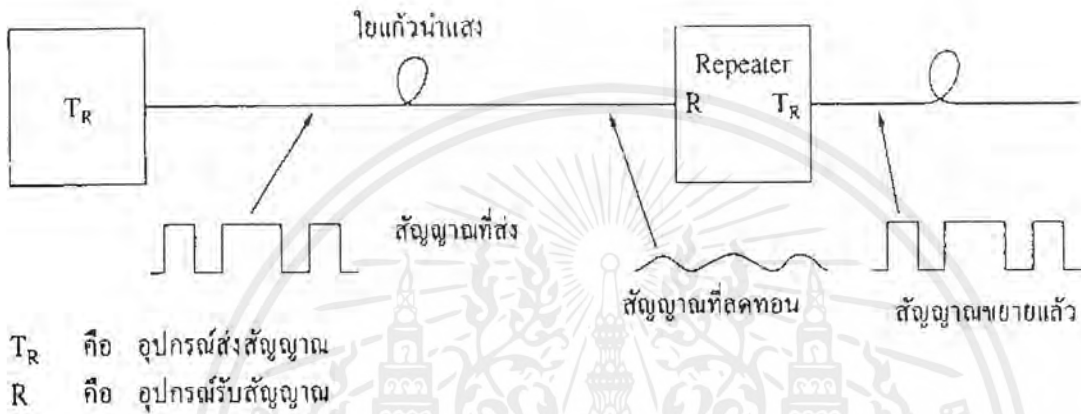 ใยแก้วนำแสง
T_R
Repeater
R T_R
สัญญาณที่ส่ง
สัญญาณที่ลดทอน
สัญญาณขยายแล้ว
T_R คือ อุปกรณ์ส่งสัญญาณ
R คือ อุปกรณ์รับสัญญาณ